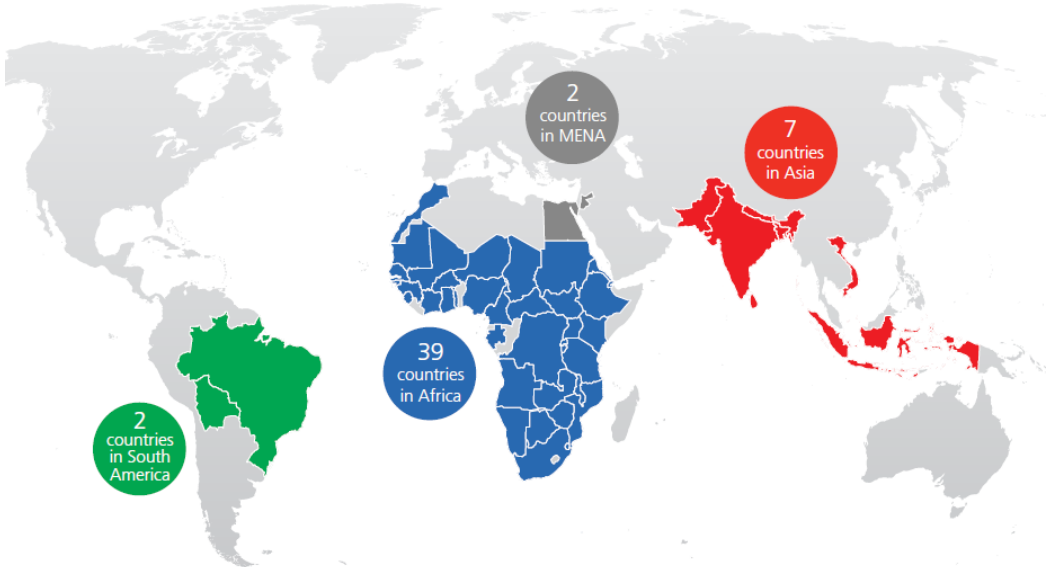 2
countries
in MENA
7
countries
in Asia
39
countries
in Africa
2
countries
in South
America